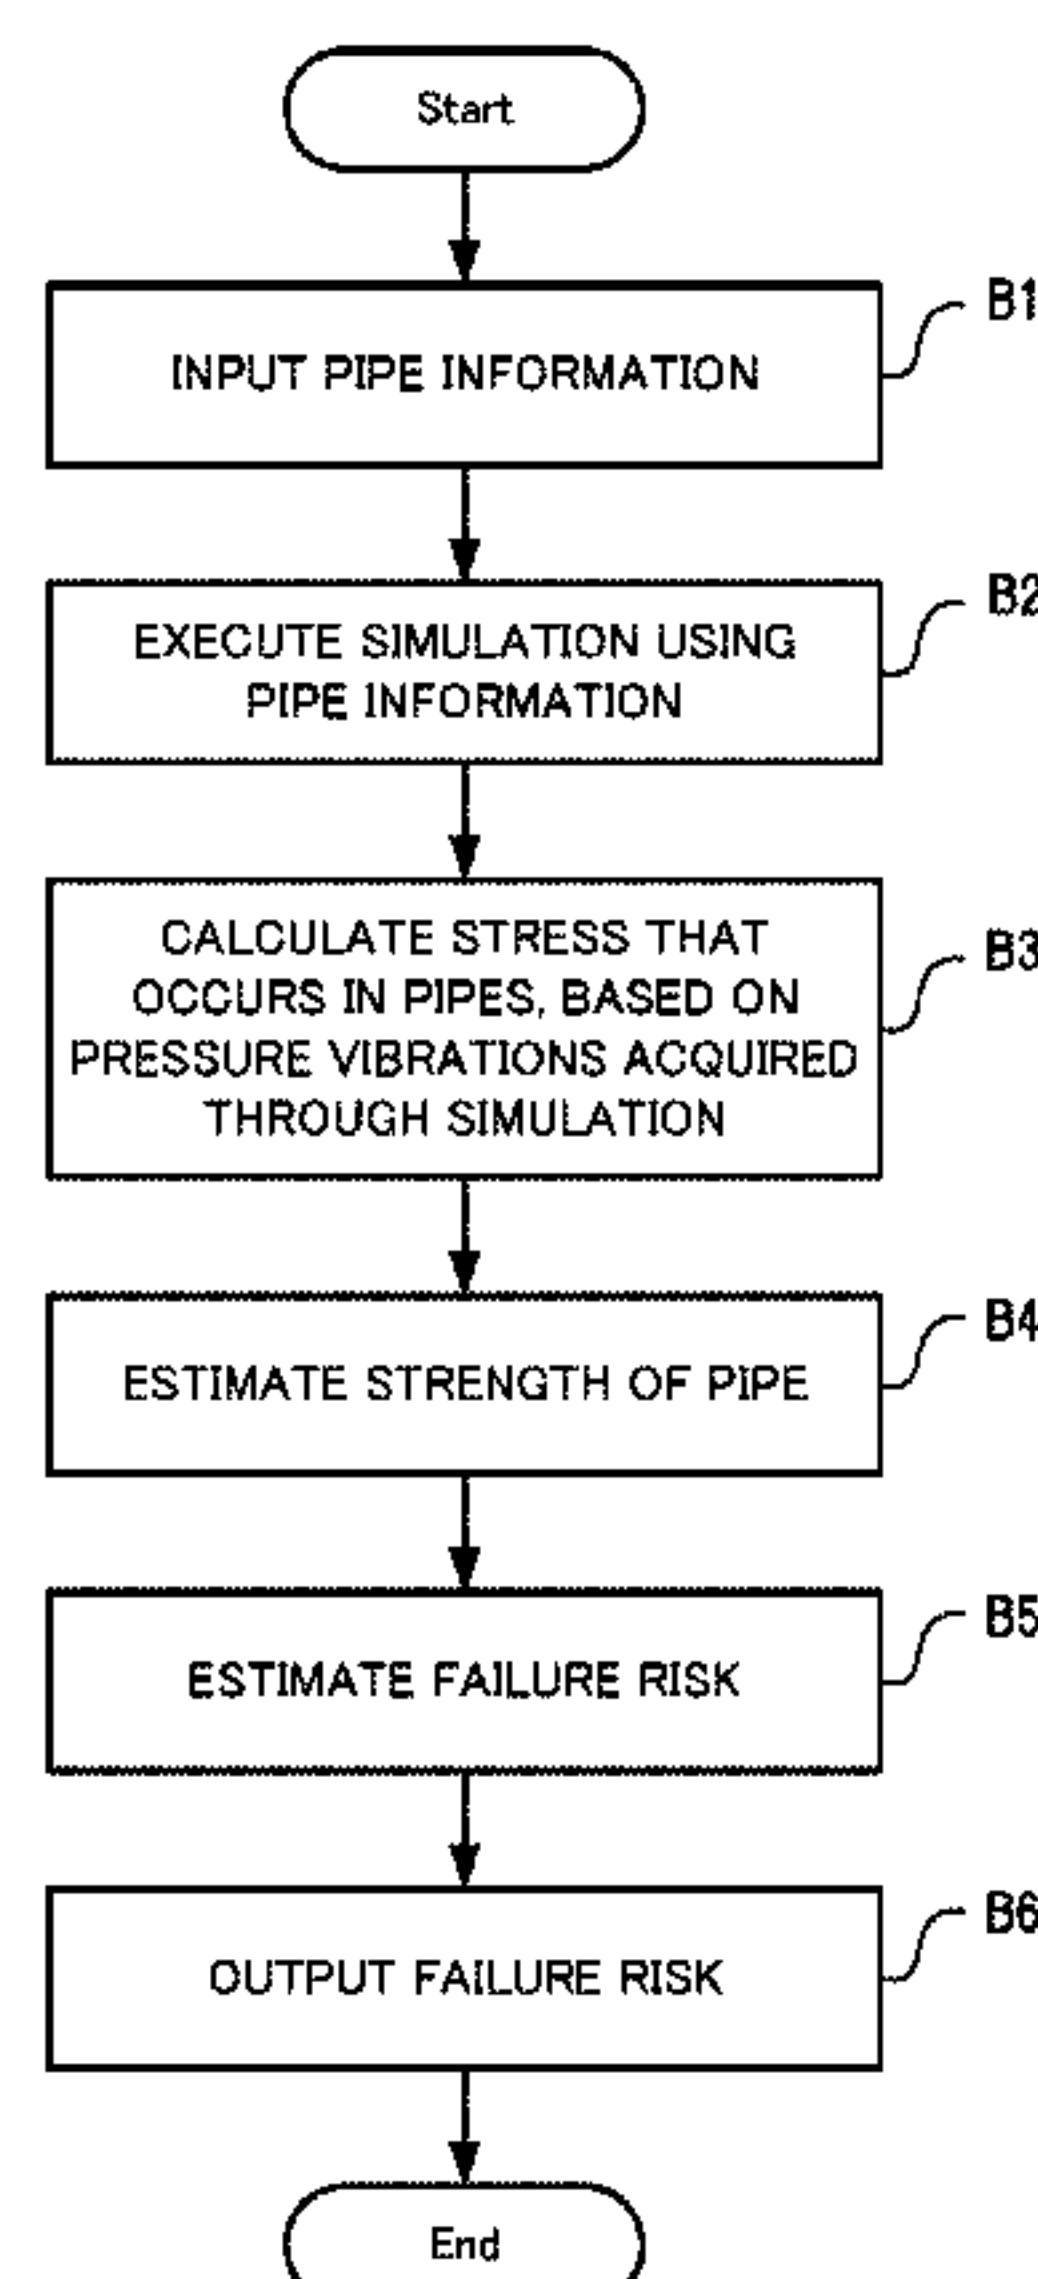 Start
INPUT PIPE INFORMATION
B1
EXECUTE SIMULATION USING
PIPE INFORMATION
B2
CALCULATE STRESS THAT
OCCURS IN PIPES, BASED ON
PRESSURE VIBRATIONS ACQUIRED
THROUGH SIMULATION
B3
ESTIMATE STRENGTH OF PIPE
B4
ESTIMATE FAILURE RISK
B5
OUTPUT FAILURE RISK
B6
End